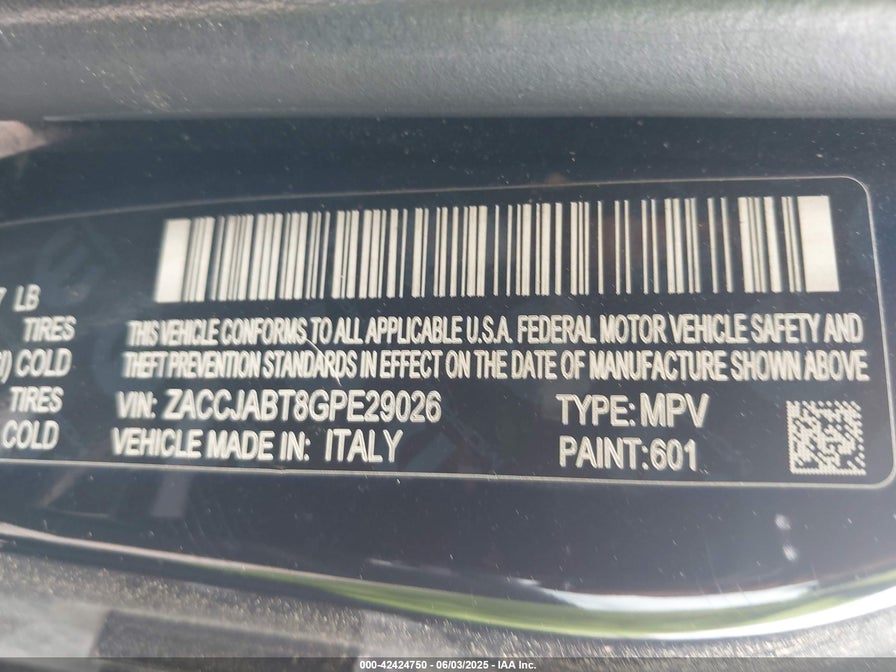 7 LB
TIRES
COLD
TIRES
COLD
THIS VEHICLE CONFORMS TO ALL APPLICABLE U.S.A. FEDERAL MOTOR VEHICLE SAFETY AND
THEFT PREVENTION STANDARDS IN EFFECT ON THE DATE OF MANUFACTURE SHOWN ABOVE
VIN: ZACCJABT8GPE29026 TYPE: MPV
VEHICLE MADE IN: ITALY PAINT:601
000-42424750 - 06/03/2025 - IAA Inc.